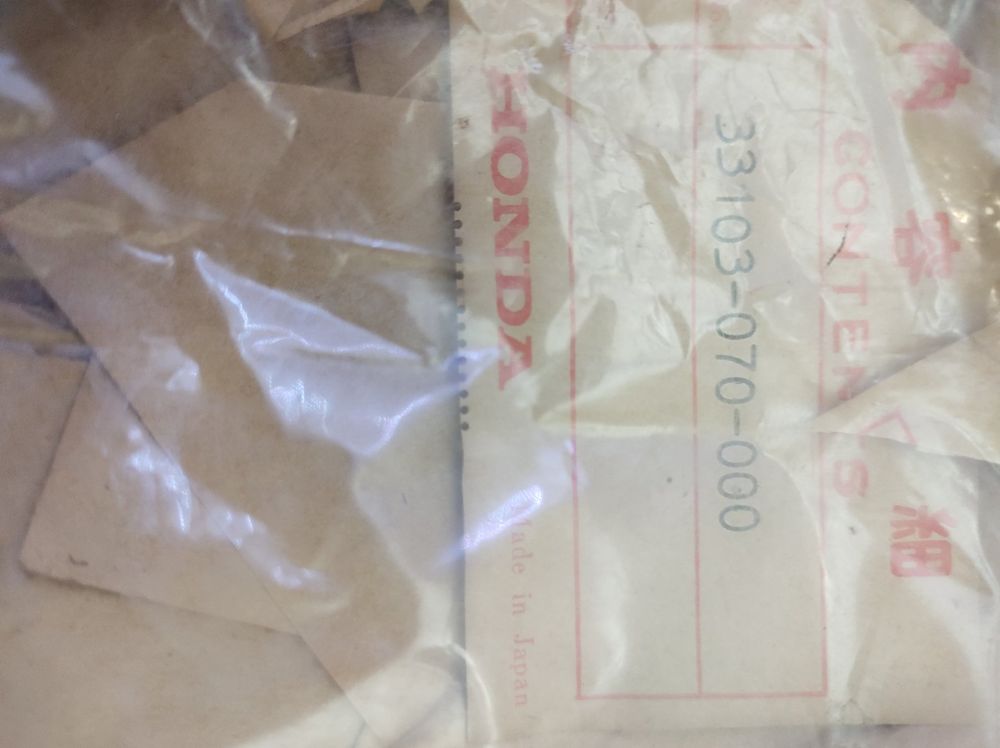 内容 細
CONTENTS
33103-070-000
HONDA Made in Japan